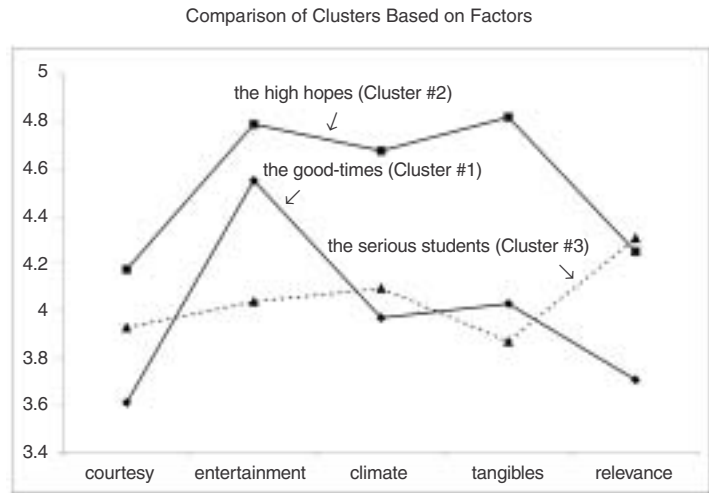 Comparison of Clusters Based on Factors
5
4.8
4.6
4.4
4.2
4
3.8
3.6
3.4
the high hopes (Cluster #2)
the good-times (Cluster #1)
the serious students (Cluster #3)
courtesy entertainment climate tangibles relevance